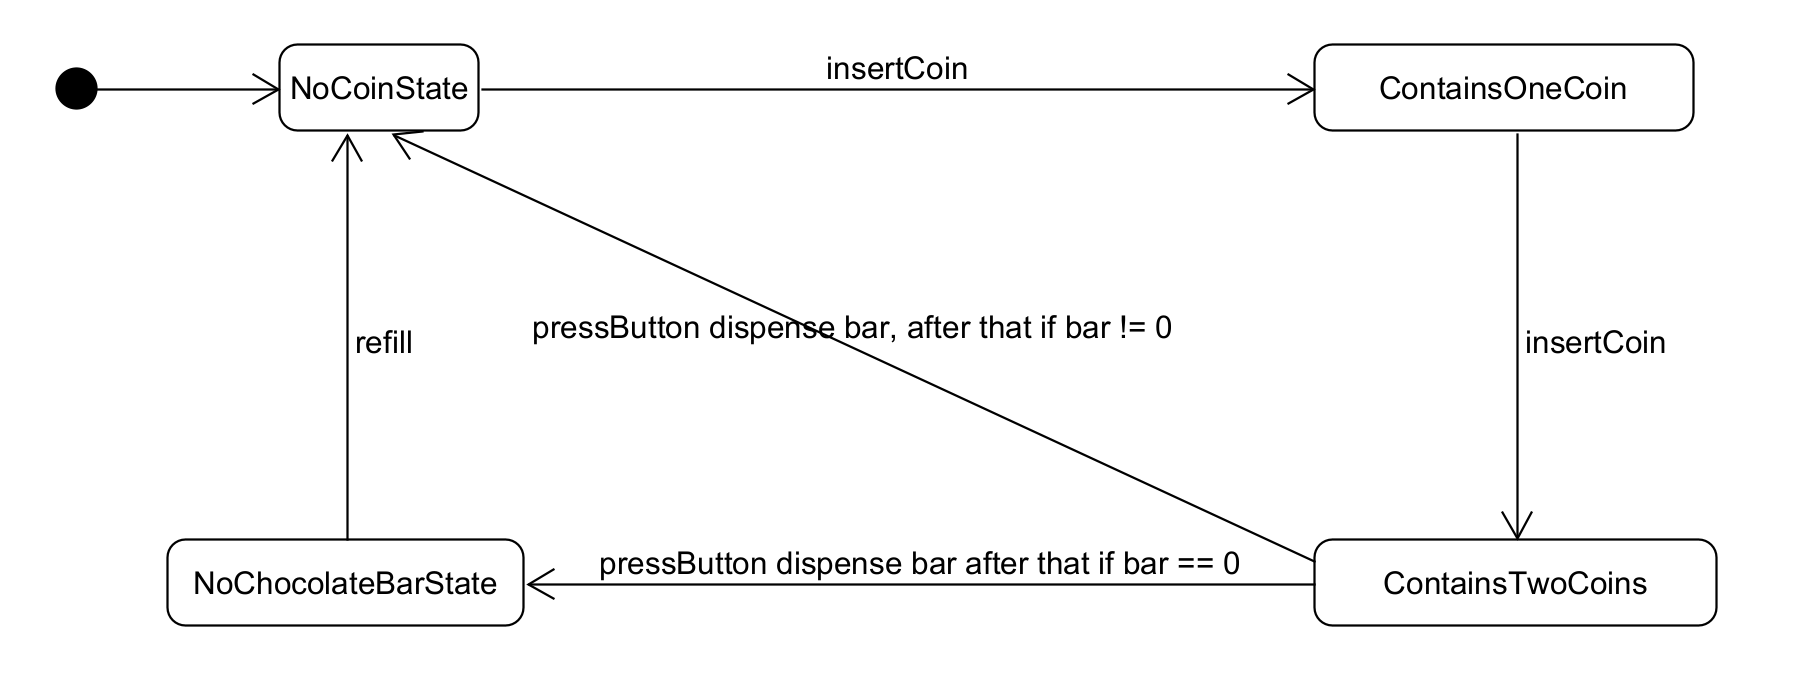 NoCoinState
insertCoin
ContainsOneCoin
pressButton dispense bar, after that if bar != 0
refill
insertCoin
NoChocolateBarState
pressButton dispense bar after that if bar == 0
ContainsTwoCoins